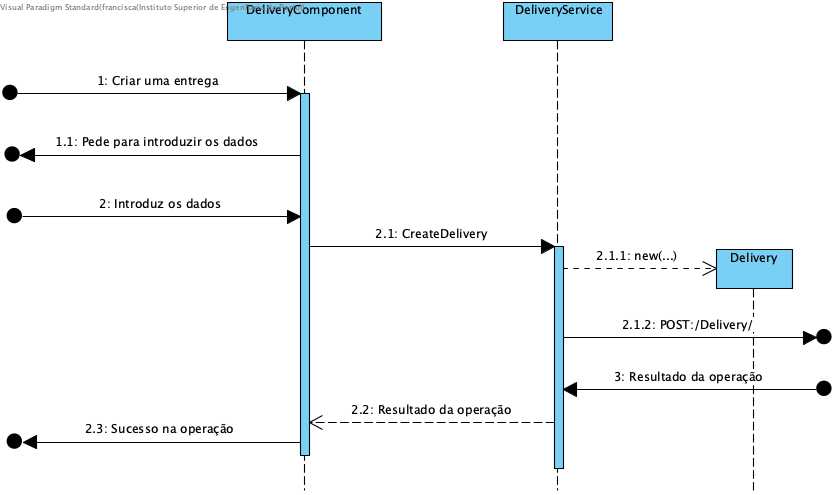 Visual Paradigm Standard(francisca(Instituto Superior de
DeliveryComponent
DeliveryService
1: Criar uma entrega
1.1: Pede para introduzir os dados
2: Introduz os dados
2.1: CreateDelivery
2.1.1: new(...)
Delivery
2.1.2: POST:/Delivery/
3: Resultado da operação
2.2: Resultado da operação
2.3: Sucesso na operação